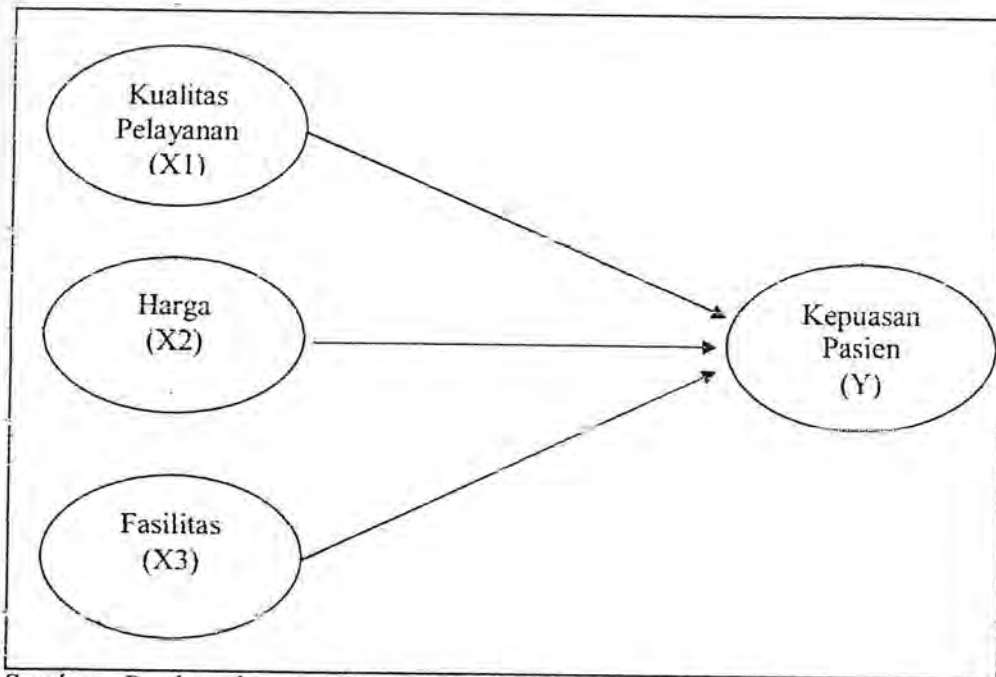 Kualitas
Pelayanan
(X1)
Harga
(X2)
Kepuasan
Pasien
(Y)
Fasilitas
(X3)